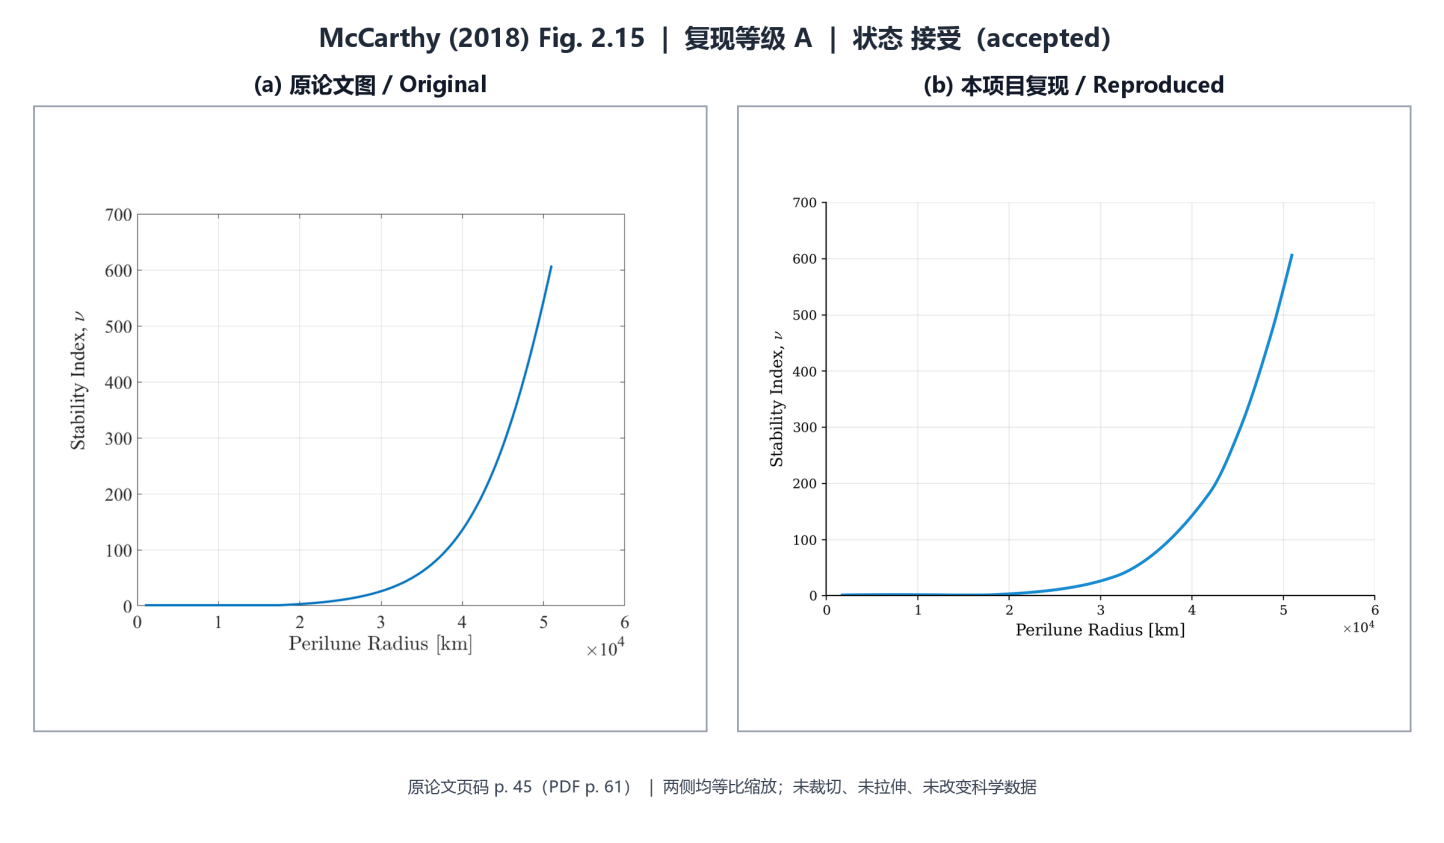 McCarthy (2018) Fig. 2.15 | 复现等级 A | 状态 接受 (accepted)
(a) 原论文图 / Original
700
600
500
400
300
200
100
0
Stability Index, ν
0 1 2 3 4 5 6
Perilune Radius [km]
×10⁴
(b) 本项目复现 / Reproduced
700
600
500
400
300
200
100
0
Stability Index, ν
0 1 2 3 4 5 6
Perilune Radius [km]
×10⁴
原论文页码 p. 45（PDF p. 61） | 两侧均等比缩放；未裁切、未拉伸、未改变科学数据